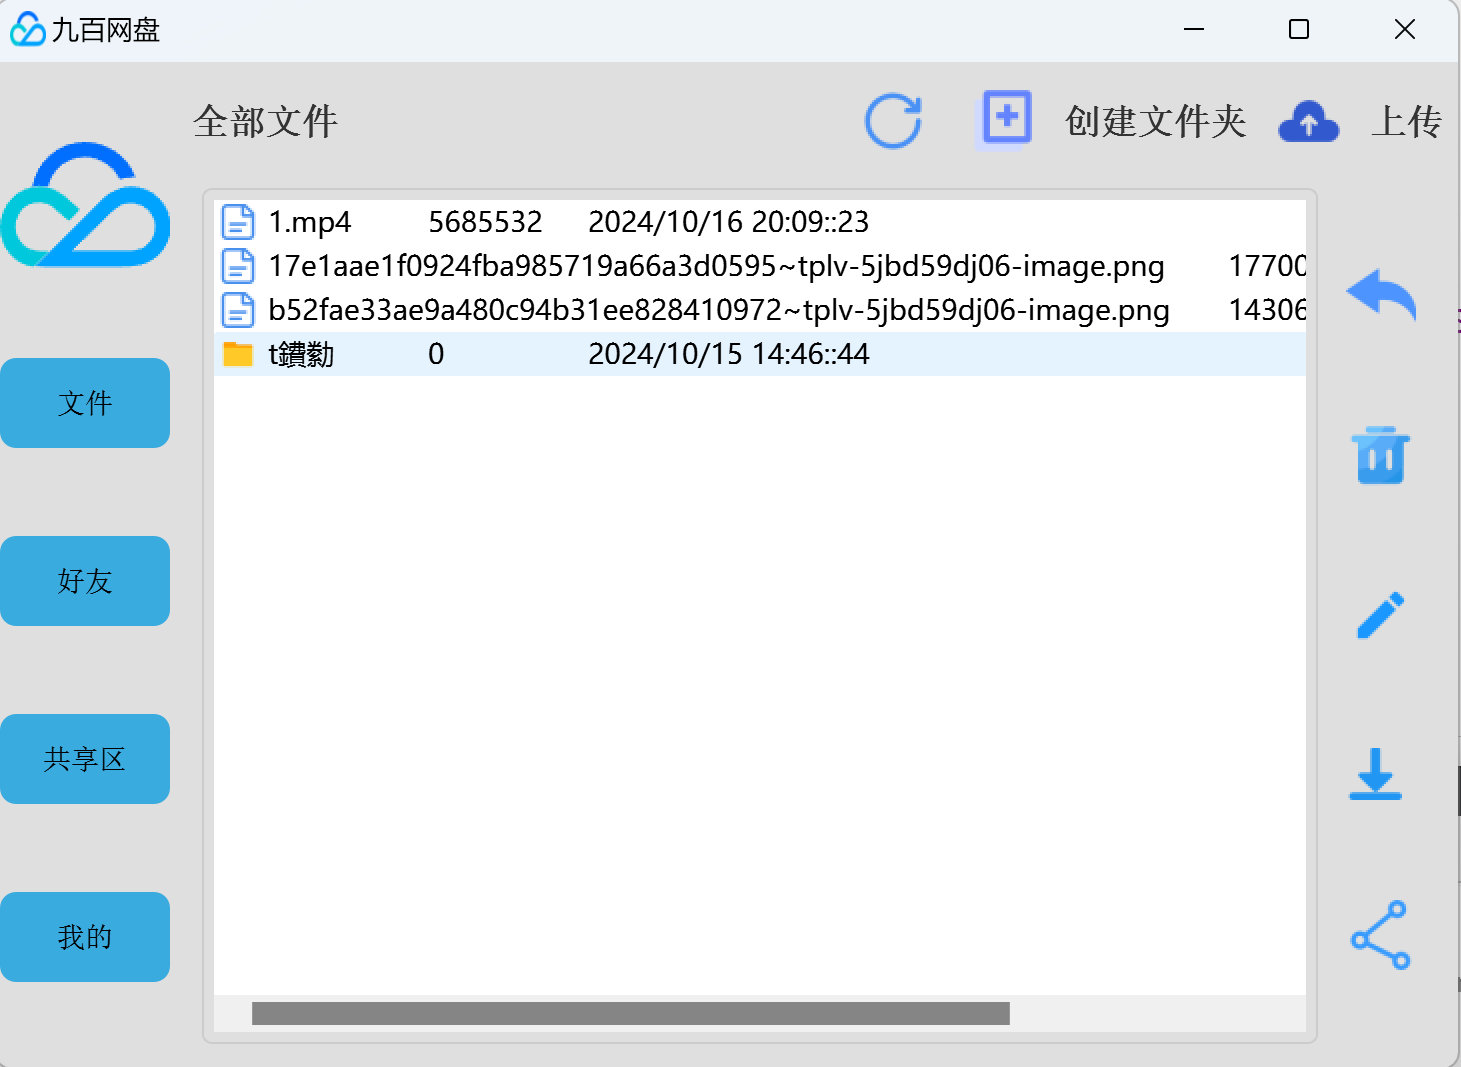 九百网盘
全部文件 创建文件夹 上传
1.mp4 5685532 2024/10/16 20:09::23
17e1aae1f0924fba985719a66a3d0595~tplv-5jbd59dj06-image.png 17700
b52fae33ae9a480c94b31ee828410972~tplv-5jbd59dj06-image.png 14306
t鐨勬 0 2024/10/15 14:46::44
文件
好友
共享区
我的